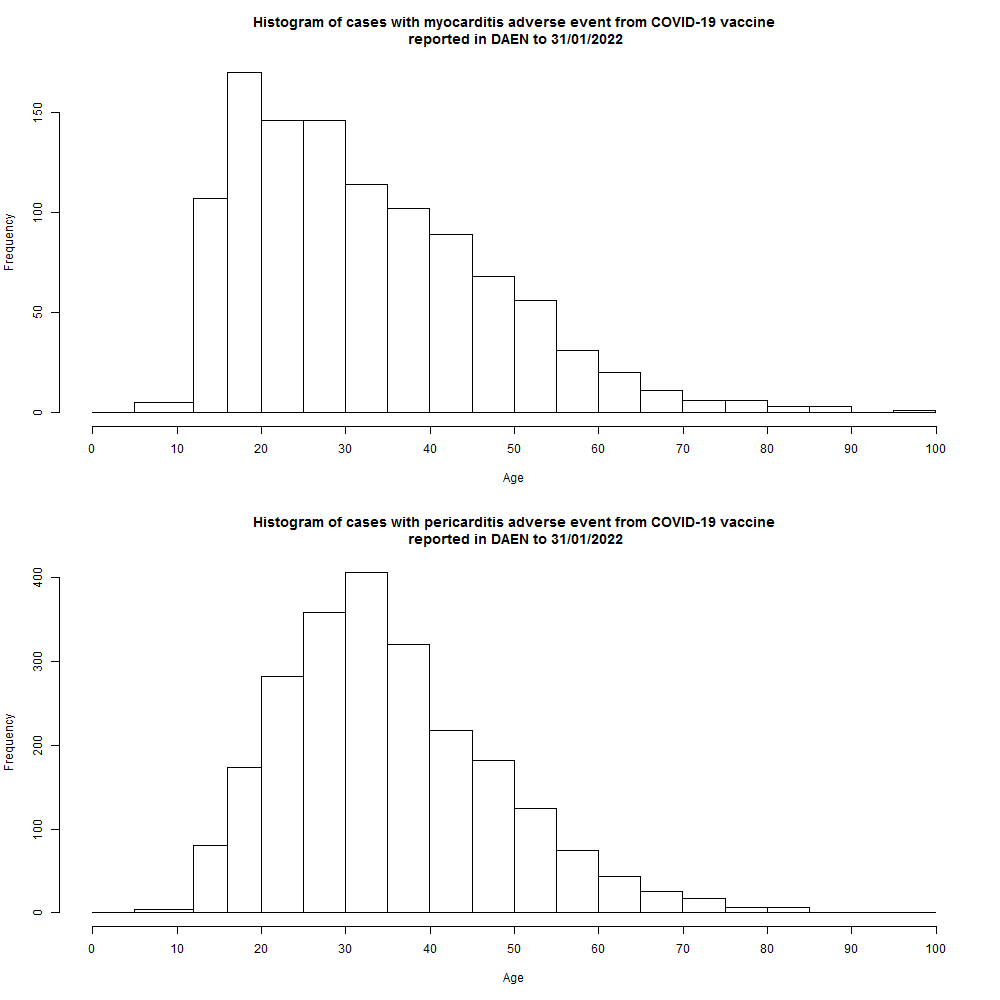 Histogram of cases with myocarditis adverse event from COVID-19 vaccine
reported in DAEN to 31/01/2022
Frequency
150
100
50
0
0 10 20 30 40 50 60 70 80 90 100
Age
Histogram of cases with pericarditis adverse event from COVID-19 vaccine
reported in DAEN to 31/01/2022
Frequency
400
300
200
100
0
0 10 20 30 40 50 60 70 80 90 100
Age